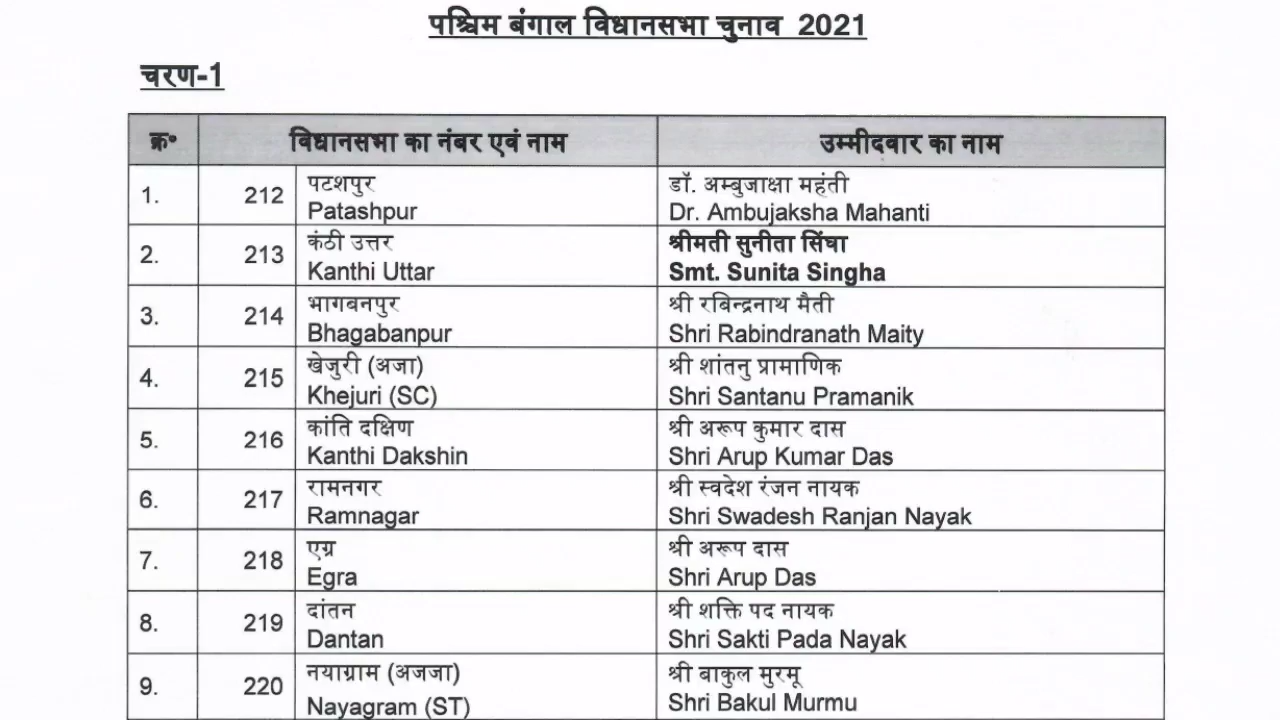 पश्चिम बंगाल विधानसभा चुनाव 2021
चरण-1
क्र॰ विधानसभा का नंबर एवं नाम उम्मीदवार का नाम
1. 212 पटशपुर डॉ. अम्बुजाक्षा महंती
Patashpur Dr. Ambujaksha Mahanti
2. 213 कंठी उत्तर श्रीमती सुनीता सिंघा
Kanthi Uttar Smt. Sunita Singha
3. 214 भागबनपुर श्री रबिन्द्रनाथ मैती
Bhagabanpur Shri Rabindranath Maity
4. 215 खेजुरी (अजा) श्री शांतनु प्रामाणिक
Khejuri (SC) Shri Santanu Pramanik
5. 216 कांति दक्षिण श्री अरूप कुमार दास
Kanthi Dakshin Shri Arup Kumar Das
6. 217 रामनगर श्री स्वदेश रंजन नायक
Ramnagar Shri Swadesh Ranjan Nayak
7. 218 एग्र श्री अरूप दास
Egra Shri Arup Das
8. 219 दांतन श्री शक्ति पद नायक
Dantan Shri Sakti Pada Nayak
9. 220 नयाग्राम (अजजा) श्री बाकुल मुरमू
Nayagram (ST) Shri Bakul Murmu